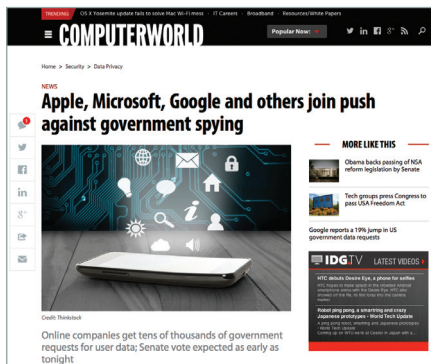 TRENDING OS X Yosemite update fails to solve Mac Wi-Fi mess · IT Careers · Broadband · Resources/White Papers
COMPUTERWORLD
Popular Now:
Home > Security > Data Privacy
NEWS
Apple, Microsoft, Google and others join push
against government spying
1
MORE LIKE THIS
Obama backs passing of NSA
reform legislation by Senate
Tech groups press Congress to
pass USA Freedom Act
Google reports a 19% jump in US
government data requests
IDG.TV LATEST VIDEOS
HTC debuts Desire Eye, a phone for selfies
Robot ping pong, a smartring and crazy
Japanese prototypes - World Tech Update
Credit: Thinkstock
Online companies get tens of thousands of government
requests for user data; Senate vote expected as early as
tonight